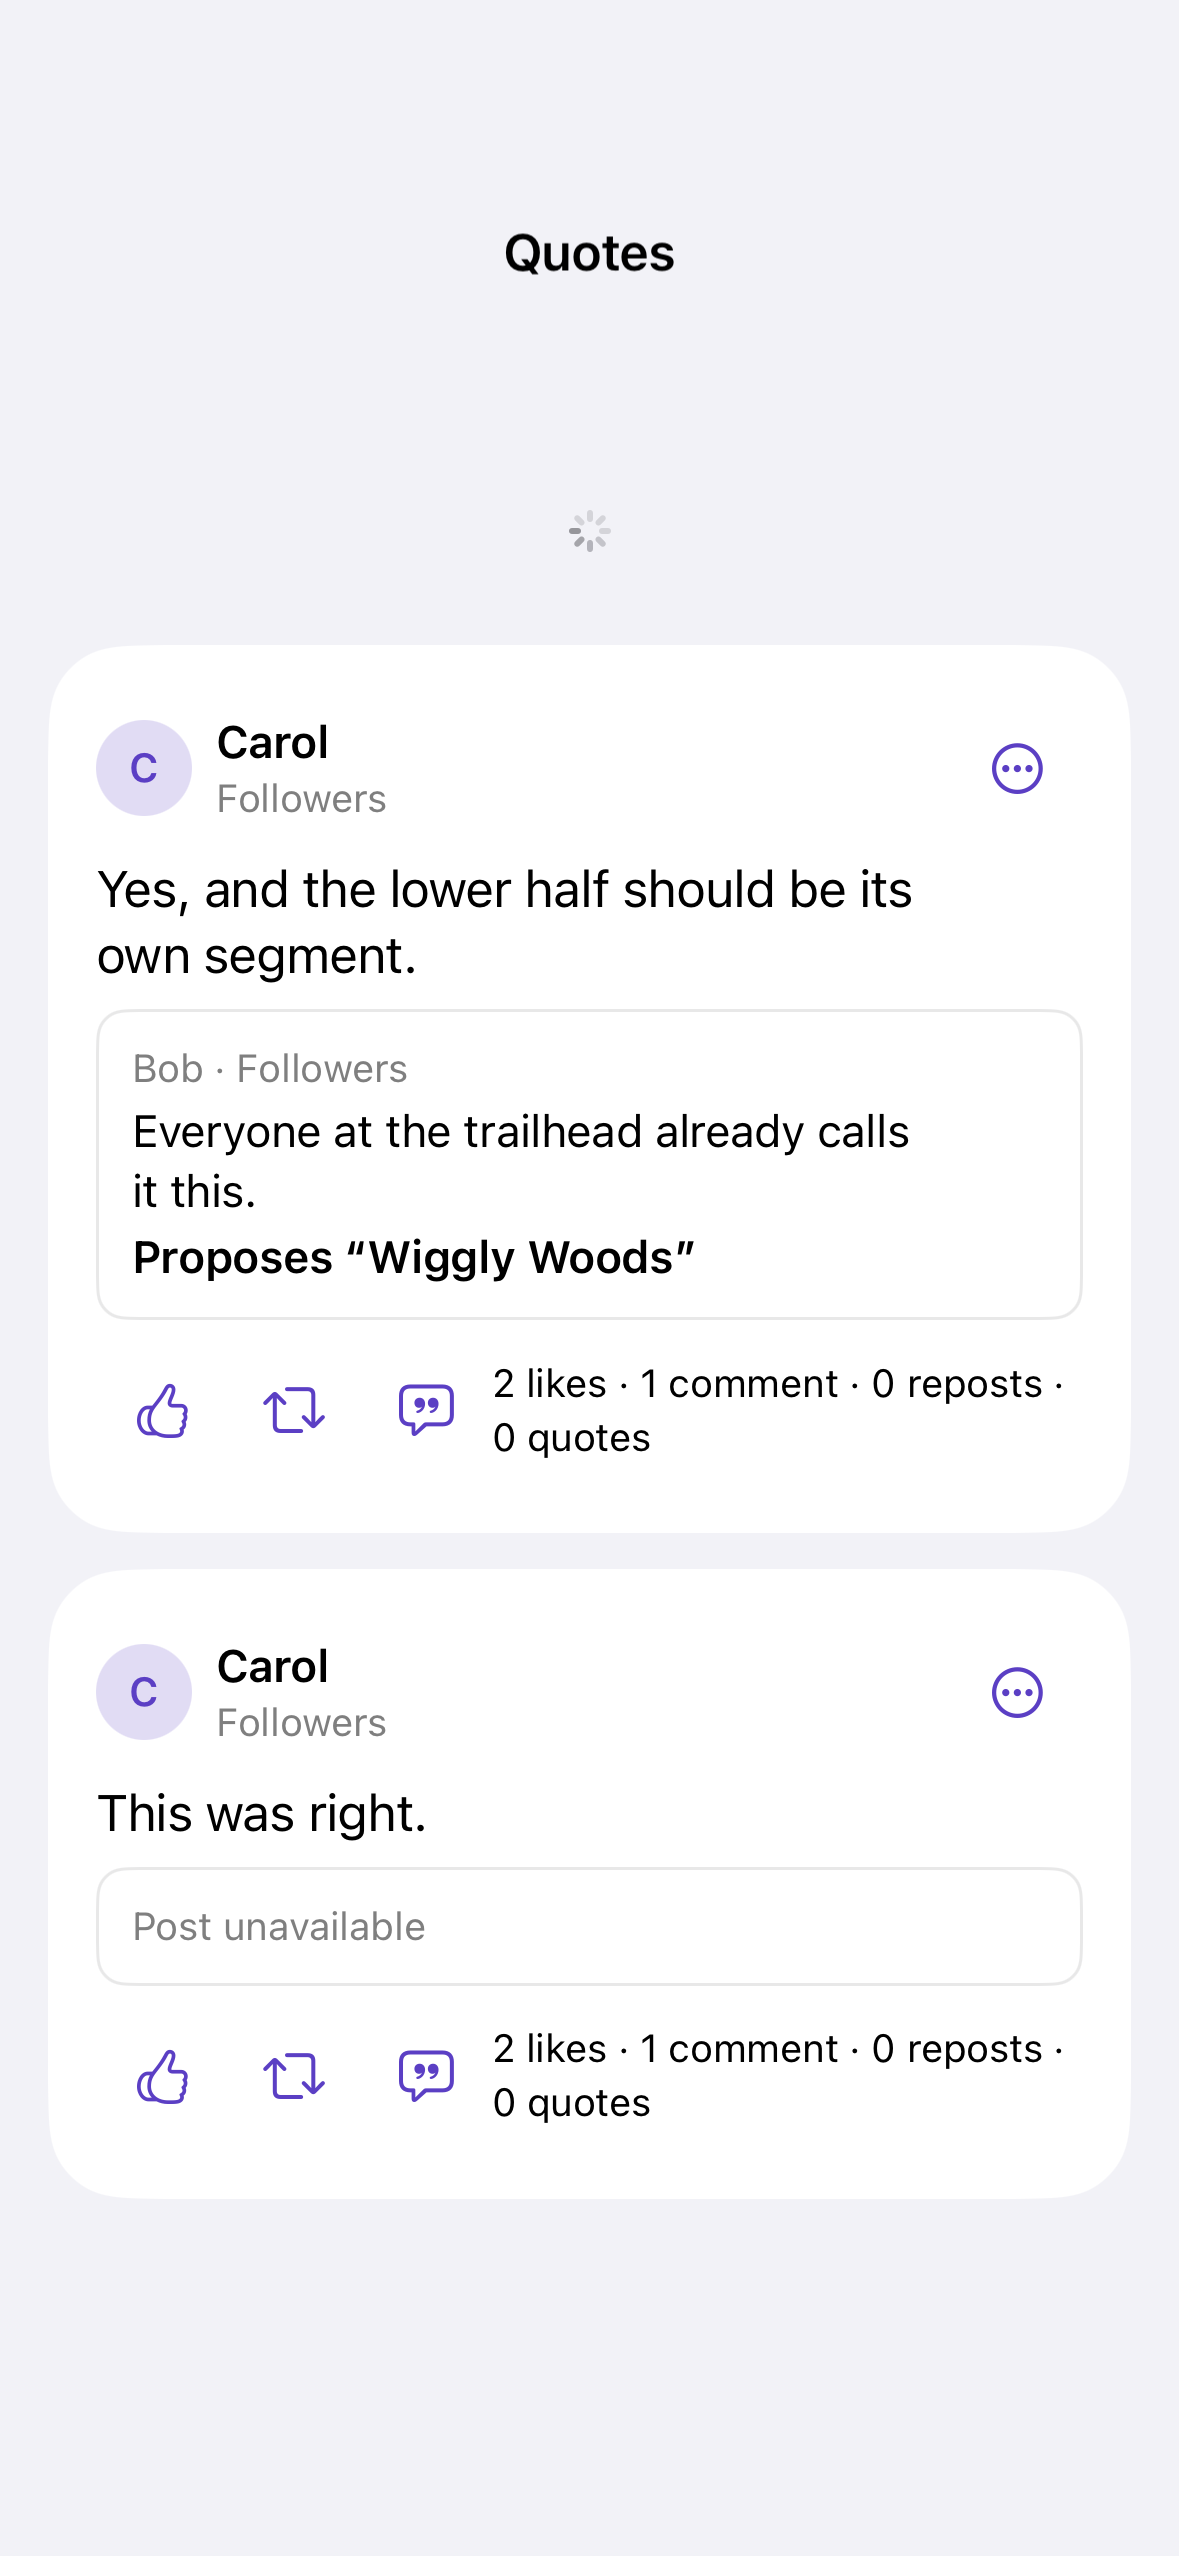 Quotes
C
Carol
Followers
Yes, and the lower half should be its
own segment.
Bob · Followers
Everyone at the trailhead already calls
it this.
Proposes “Wiggly Woods”
2 likes · 1 comment · 0 reposts ·
0 quotes
C
Carol
Followers
This was right.
Post unavailable
2 likes · 1 comment · 0 reposts ·
0 quotes